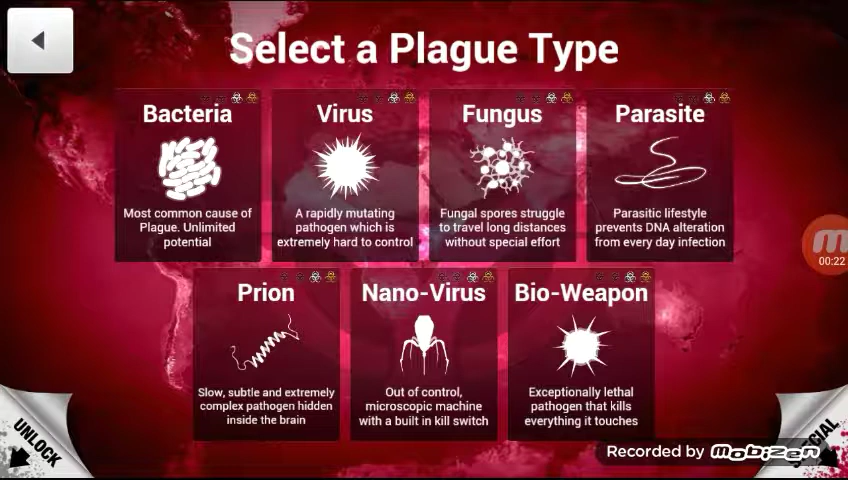 Select a Plague Type
Bacteria
Most common cause of
Plague. Unlimited
potential
Virus
A rapidly mutating
pathogen which is
extremely hard to control
Fungus
Fungal spores struggle
to travel long distances
without special effort
Parasite
Parasitic lifestyle
prevents DNA alteration
from every day infection
00:22
Prion
Slow, subtle and extremely
complex pathogen hidden
inside the brain
Nano-Virus
Out of control,
microscopic machine
with a built in kill switch
Bio-Weapon
Exceptionally lethal
pathogen that kills
everything it touches
UNLOCK
Recorded by Mobizen